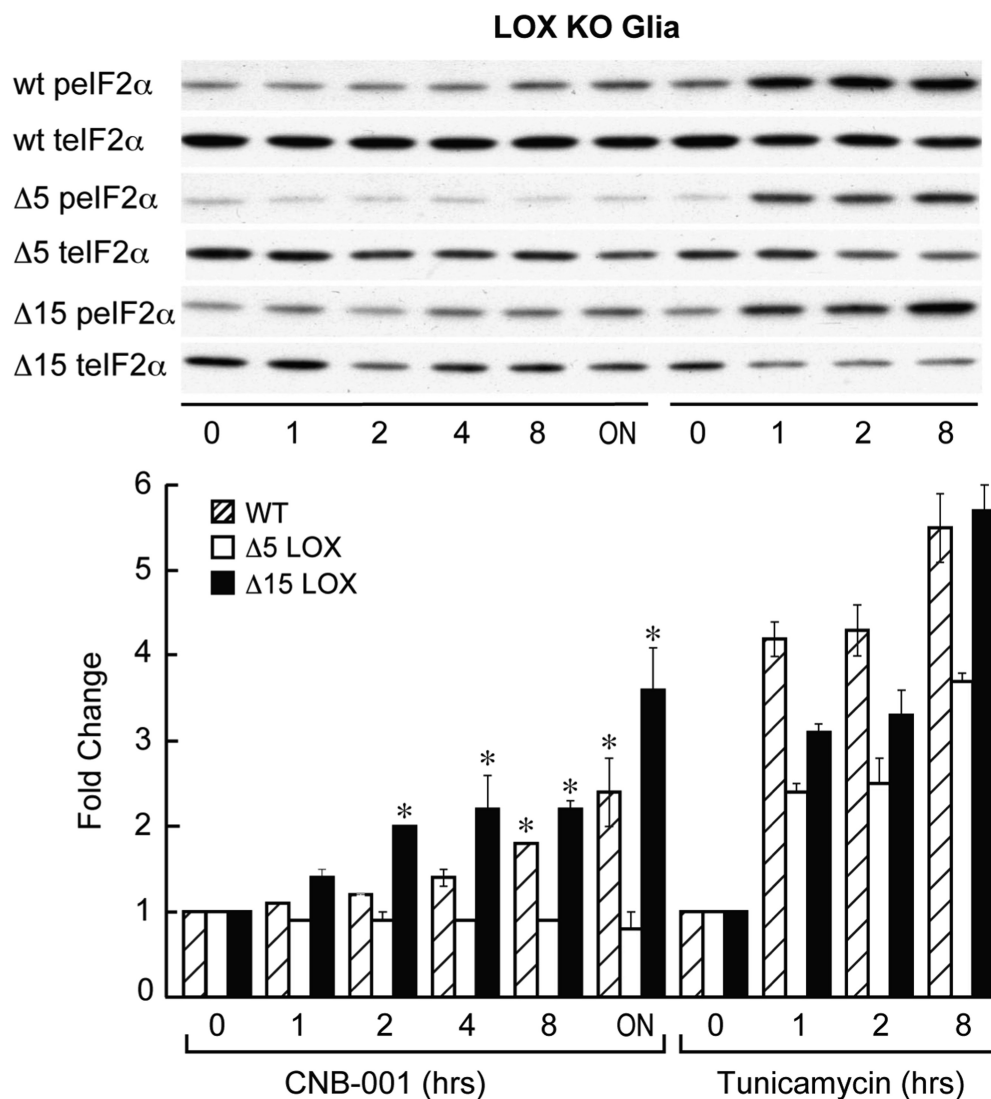 LOX KO Glia
wt peIF2α
wt teIF2α
Δ5 peIF2α
Δ5 teIF2α
Δ15 peIF2α
Δ15 teIF2α
0 1 2 4 8 ON 0 1 2 8
6
5
4
3
2
1
0
Fold Change
WT
Δ5 LOX
Δ15 LOX
* * * * * *
0 1 2 4 8 ON 0 1 2 8
CNB-001 (hrs) Tunicamycin (hrs)